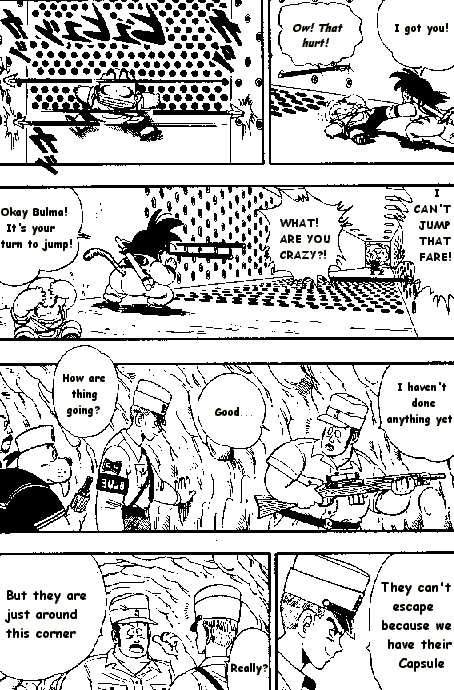 Ow! That
hurt!
I got you!
Okay Bulma!
It's your
turn to jump!
WHAT!
ARE YOU
CRAZY?!
I
CAN'T
JUMP
THAT
FARE!
How are
thing
going?
Good...
I haven't
done
anything yet
But they are
just around
this corner
Really?
They can't
escape
because we
have their
Capsule